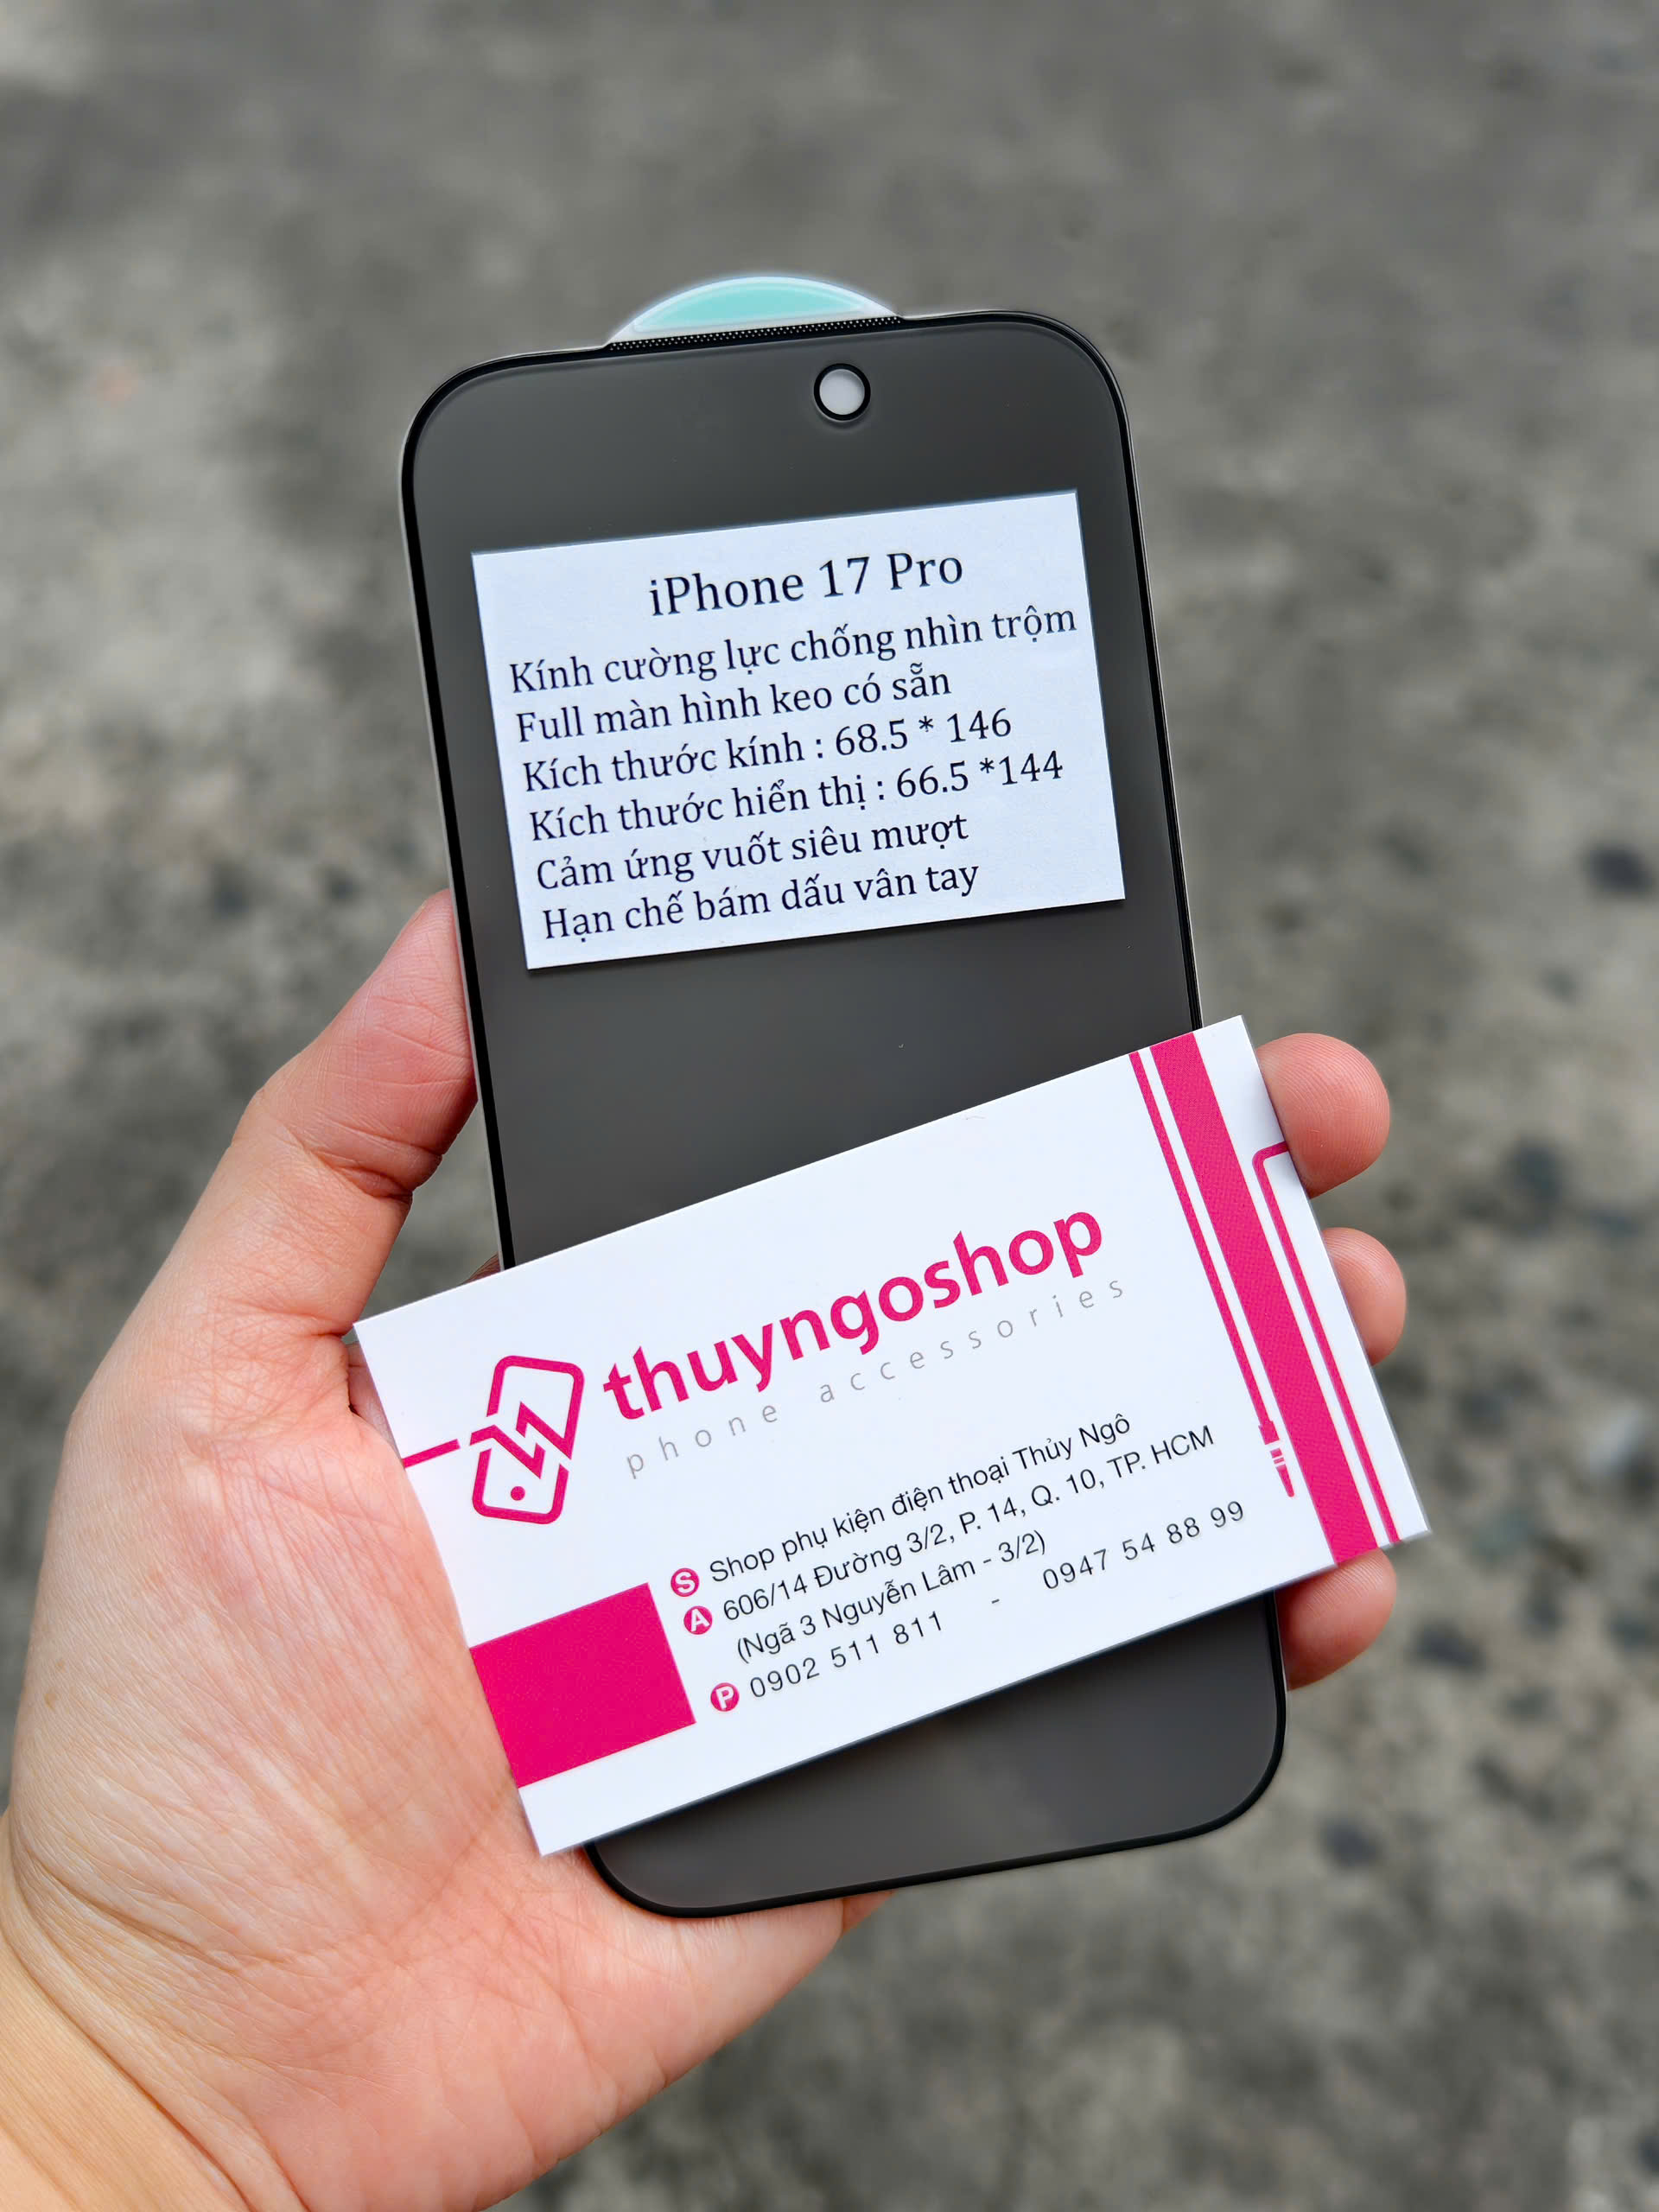 iPhone 17 Pro
Kính cường lực chống nhìn trộm
Full màn hình keo có sẵn
Kích thước kính : 68.5 * 146
Kích thước hiển thị : 66.5 *144
Cảm ứng vuốt siêu mượt
Hạn chế bám dấu vân tay
thuyngoshop
phone accessories
S Shop phụ kiện điện thoại Thủy Ngô
A 606/14 Đường 3/2, P. 14, Q. 10, TP. HCM
(Ngã 3 Nguyễn Lâm - 3/2)
P 0902 511 811 - 0947 54 88 99